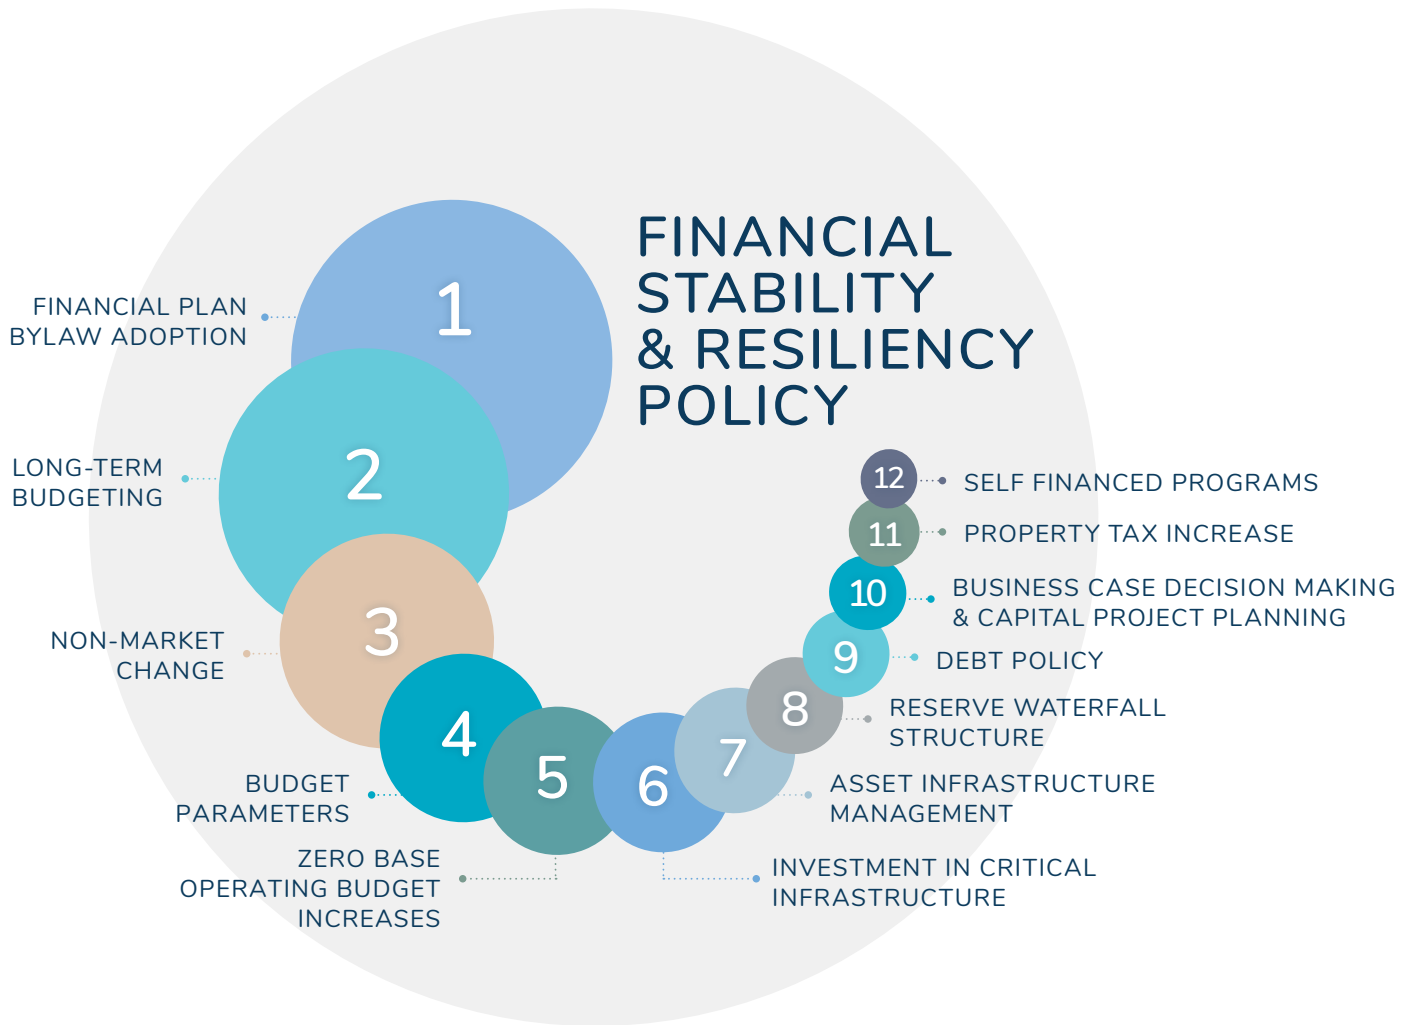 FINANCIAL
STABILITY
& RESILIENCY
POLICY
1
FINANCIAL PLAN
BYLAW ADOPTION
2
LONG-TERM
BUDGETING
3
NON-MARKET
CHANGE
4
BUDGET
PARAMETERS
5
ZERO BASE
OPERATING BUDGET
INCREASES
6
INVESTMENT IN CRITICAL
INFRASTRUCTURE
7
ASSET INFRASTRUCTURE
MANAGEMENT
8
RESERVE WATERFALL
STRUCTURE
9
DEBT POLICY
10
BUSINESS CASE DECISION MAKING
& CAPITAL PROJECT PLANNING
11
PROPERTY TAX INCREASE
12
SELF FINANCED PROGRAMS